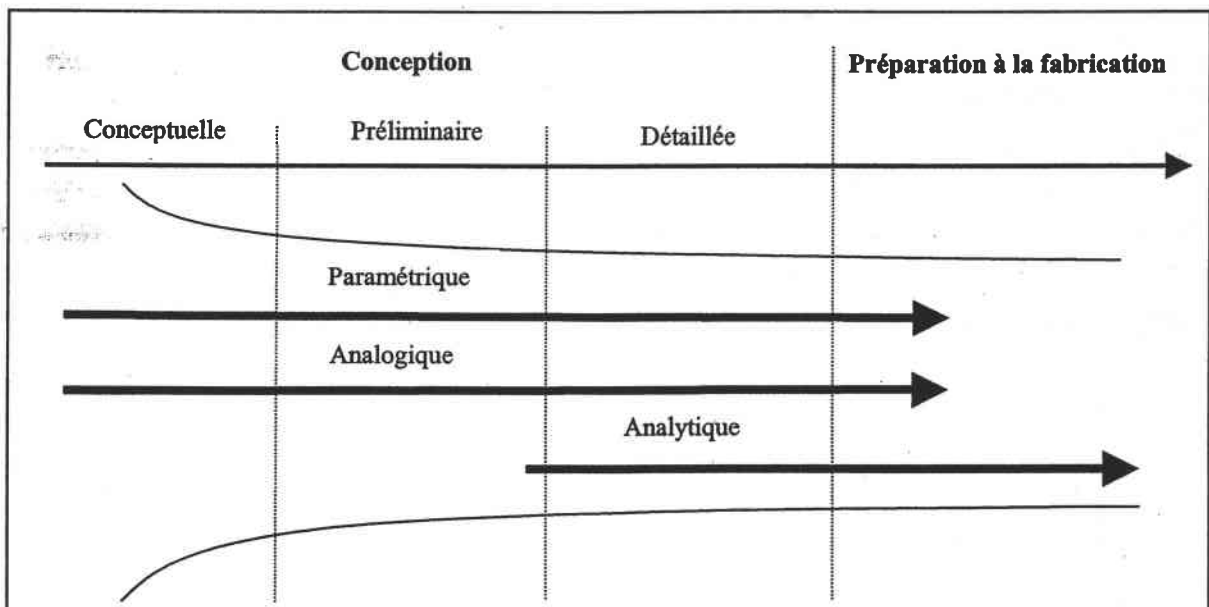 Conception
Préparation à la fabrication
Conceptuelle
Préliminaire
Détaillée
Paramétrique
Analogique
Analytique